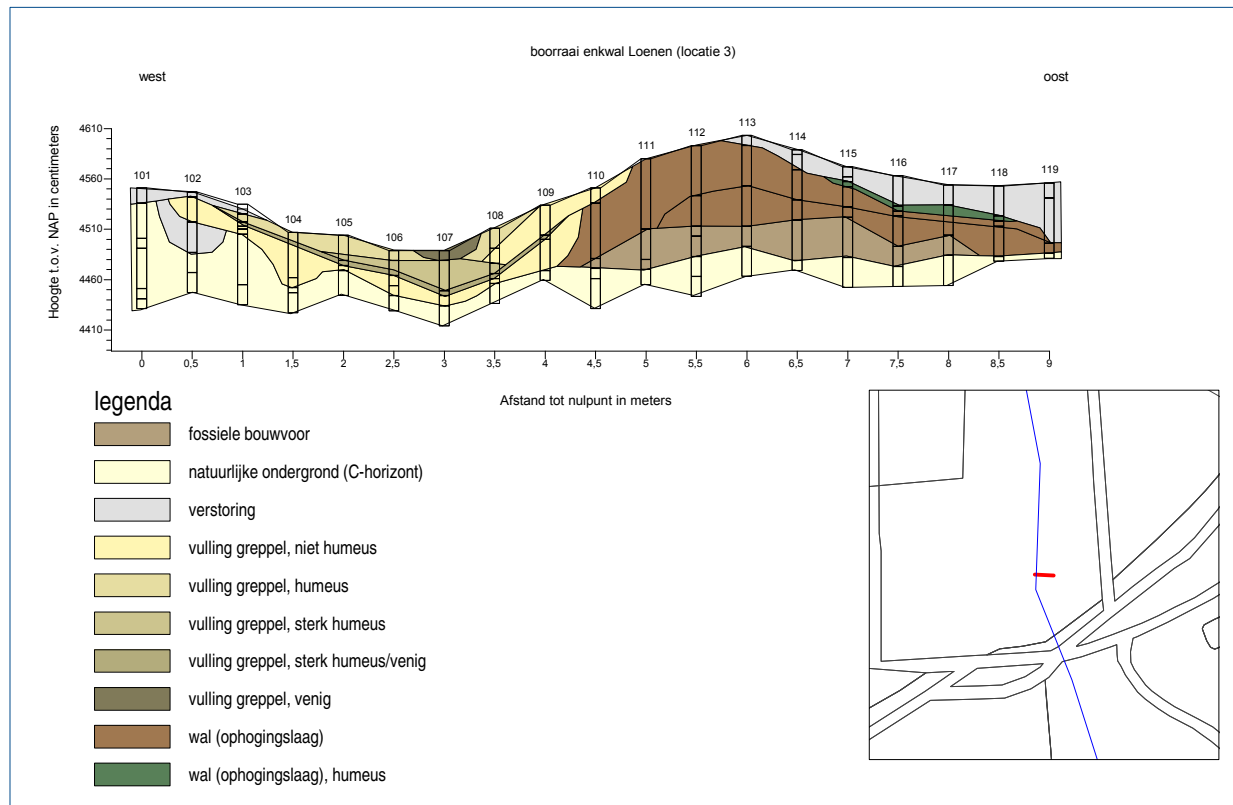 boorraai enkwal Loenen (locatie 3)
west
oost
Hoogte t.o.v. NAP in centimeters
4610
4560
4510
4460
4410
101
102
103
104
105
106
107
108
109
110
111
112
113
114
115
116
117
118
119
0
0,5
1
1,5
2
2,5
3
3,5
4
4,5
5
5,5
6
6,5
7
7,5
8
8,5
9
Afstand tot nulpunt in meters
legenda
fossiele bouwvoor
natuurlijke ondergrond (C-horizont)
verstoring
vulling greppel, niet humeus
vulling greppel, humeus
vulling greppel, sterk humeus
vulling greppel, sterk humeus/venig
vulling greppel, venig
wal (ophogingslaag)
wal (ophogingslaag), humeus